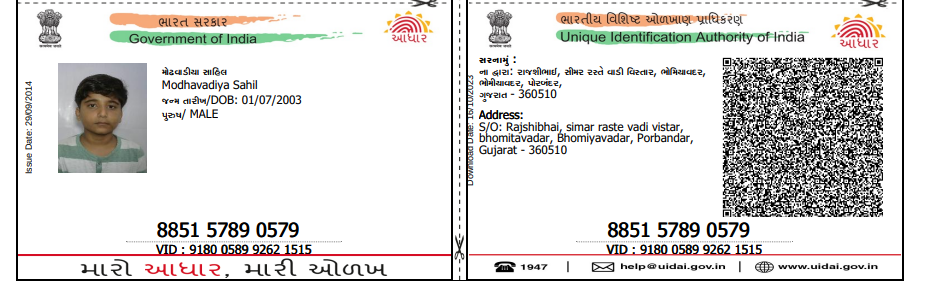 ભારત સરકાર
Government of India
આધાર
Issue Date: 29/09/2014
મોઢવાડીયા સાહિલ
Modhavadiya Sahil
જન્મ તારીખ/DOB: 01/07/2003
પુરુષ/ MALE
8851 5789 0579
VID : 9180 0589 9262 1515
મારો આધાર, મારી ઓળખ
ભારતીય વિશિષ્ટ ઓળખાણ પ્રાધિકરણ
Unique Identification Authority of India
આધાર
Download Date: 16/10/2023
સરનામું :
ના દ્વારા: રાજશીભાઈ, સીમર રસ્તે વાડી વિસ્તાર, ભોમિયાવદર,
ભોમીયાવદર, પોરબંદર,
ગુજરાત - 360510
Address:
S/O: Rajshibhai, simar raste vadi vistar,
bhomitavadar, Bhomiyavadar, Porbandar,
Gujarat - 360510
8851 5789 0579
VID : 9180 0589 9262 1515
1947 | help@uidai.gov.in | www.uidai.gov.in